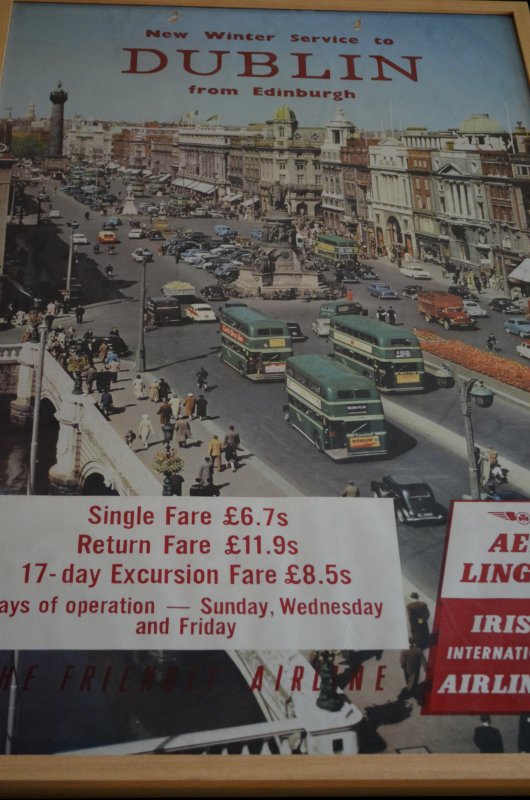 New Winter Service to
DUBLIN
from Edinburgh
Single Fare £6.7s
Return Fare £11.9s
17-day Excursion Fare £8.5s
ays of operation — Sunday, Wednesday
and Friday
AE
LING
IRIS
INTERNATIO
AIRLIN
HE FRIENDLY AIRLINE